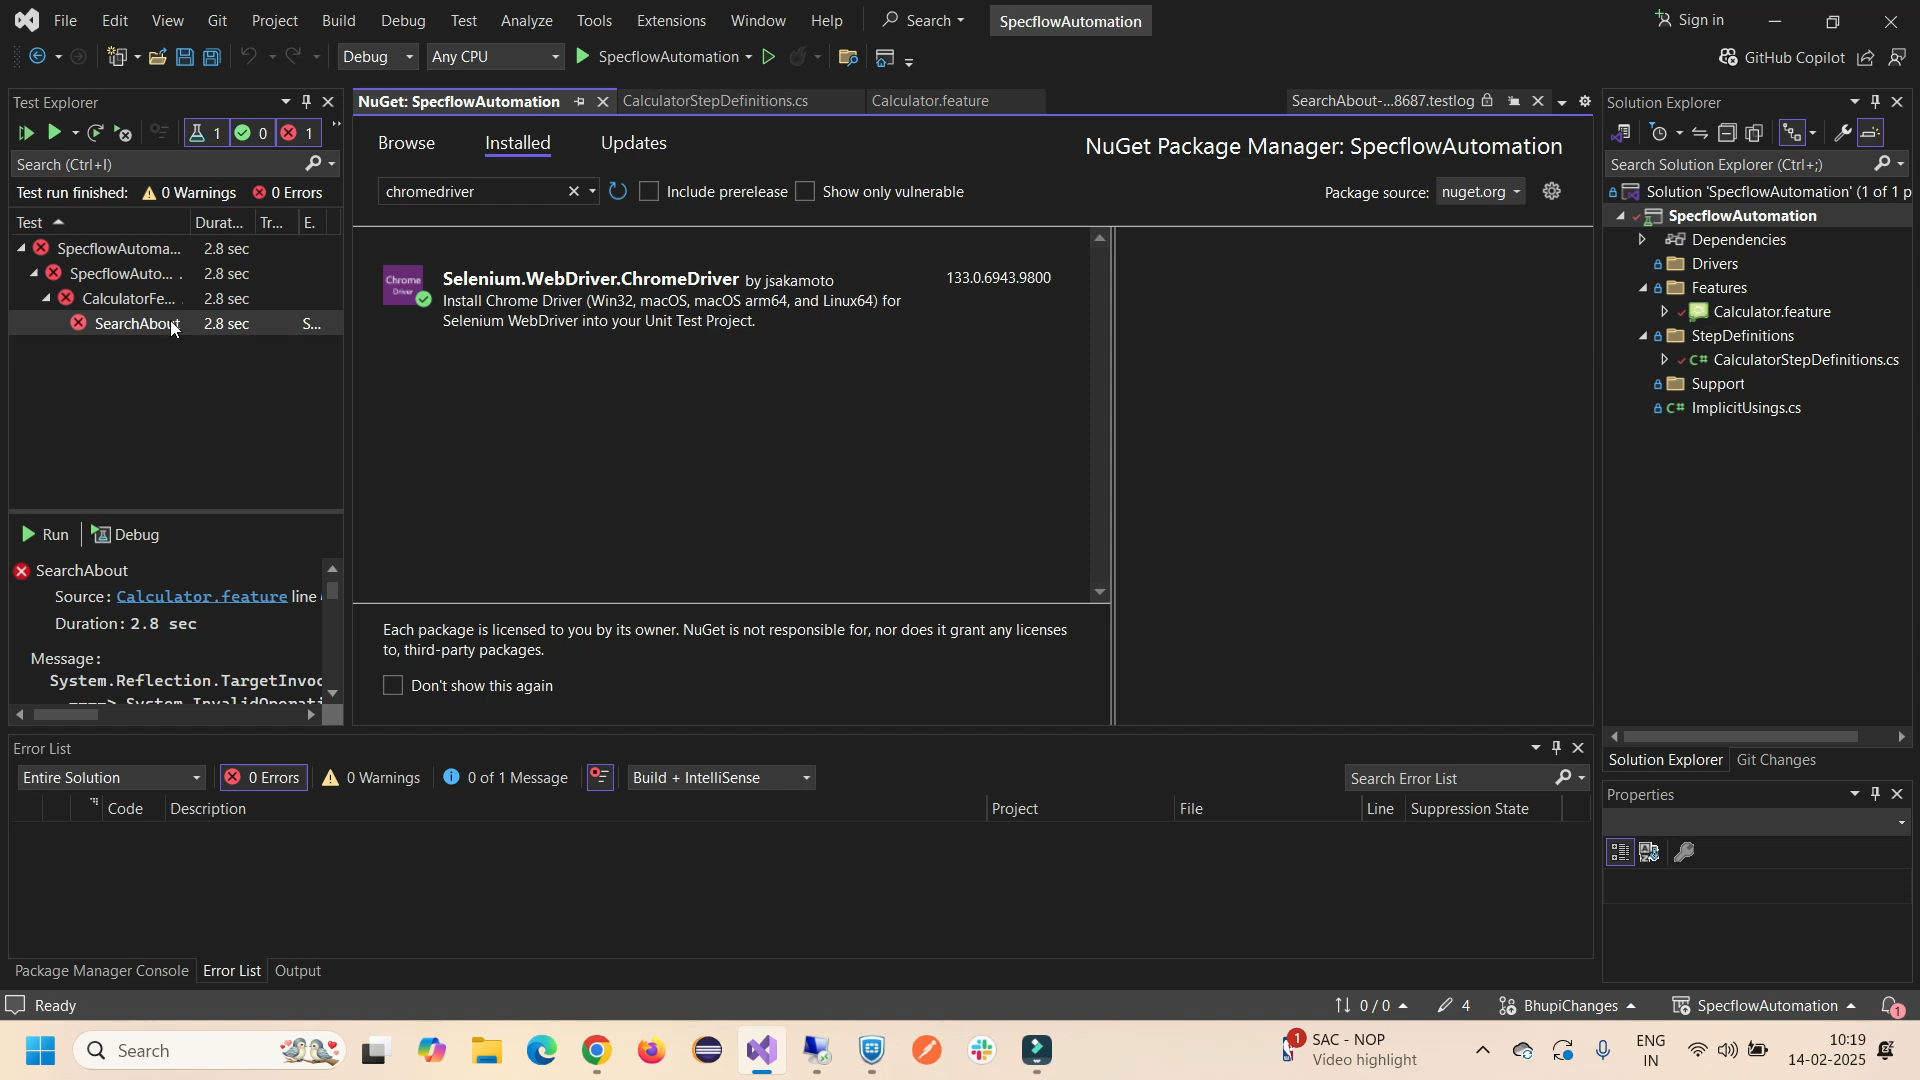 File Edit View Git Project Build Debug Test Analyze Tools Extensions Window Help Search SpecflowAutomation Sign in
Debug Any CPU SpecflowAutomation GitHub Copilot
Test Explorer
1 0 1
Search (Ctrl+I)
Test run finished: 0 Warnings 0 Errors
Test Durat... Tr... E.
SpecflowAutoma... 2.8 sec
SpecflowAuto... 2.8 sec
CalculatorFe... 2.8 sec
SearchAbout 2.8 sec S...
Run Debug
SearchAbout
Source: Calculator.feature line
Duration: 2.8 sec
Message:
System.Reflection.TargetInvoc
----> System.InvalidOperati
NuGet: SpecflowAutomation CalculatorStepDefinitions.cs Calculator.feature SearchAbout-...8687.testlog
Browse Installed Updates NuGet Package Manager: SpecflowAutomation
chromedriver Include prerelease Show only vulnerable Package source: nuget.org
Chrome
Driver
Selenium.WebDriver.ChromeDriver by jsakamoto 133.0.6943.9800
Install Chrome Driver (Win32, macOS, macOS arm64, and Linux64) for
Selenium WebDriver into your Unit Test Project.
Each package is licensed to you by its owner. NuGet is not responsible for, nor does it grant any licenses
to, third-party packages.
Don't show this again
Solution Explorer
Search Solution Explorer (Ctrl+;)
Solution 'SpecflowAutomation' (1 of 1 p
SpecflowAutomation
Dependencies
Drivers
Features
Calculator.feature
StepDefinitions
C# CalculatorStepDefinitions.cs
Support
C# ImplicitUsings.cs
Solution Explorer Git Changes
Properties
Error List
Entire Solution 0 Errors 0 Warnings 0 of 1 Message Build + IntelliSense Search Error List
Code Description Project File Line Suppression State
Package Manager Console Error List Output
Ready 0 / 0 4 BhupiChanges SpecflowAutomation 1
Search 1 SAC - NOP
Video highlight
ENG
IN
10:19
14-02-2025